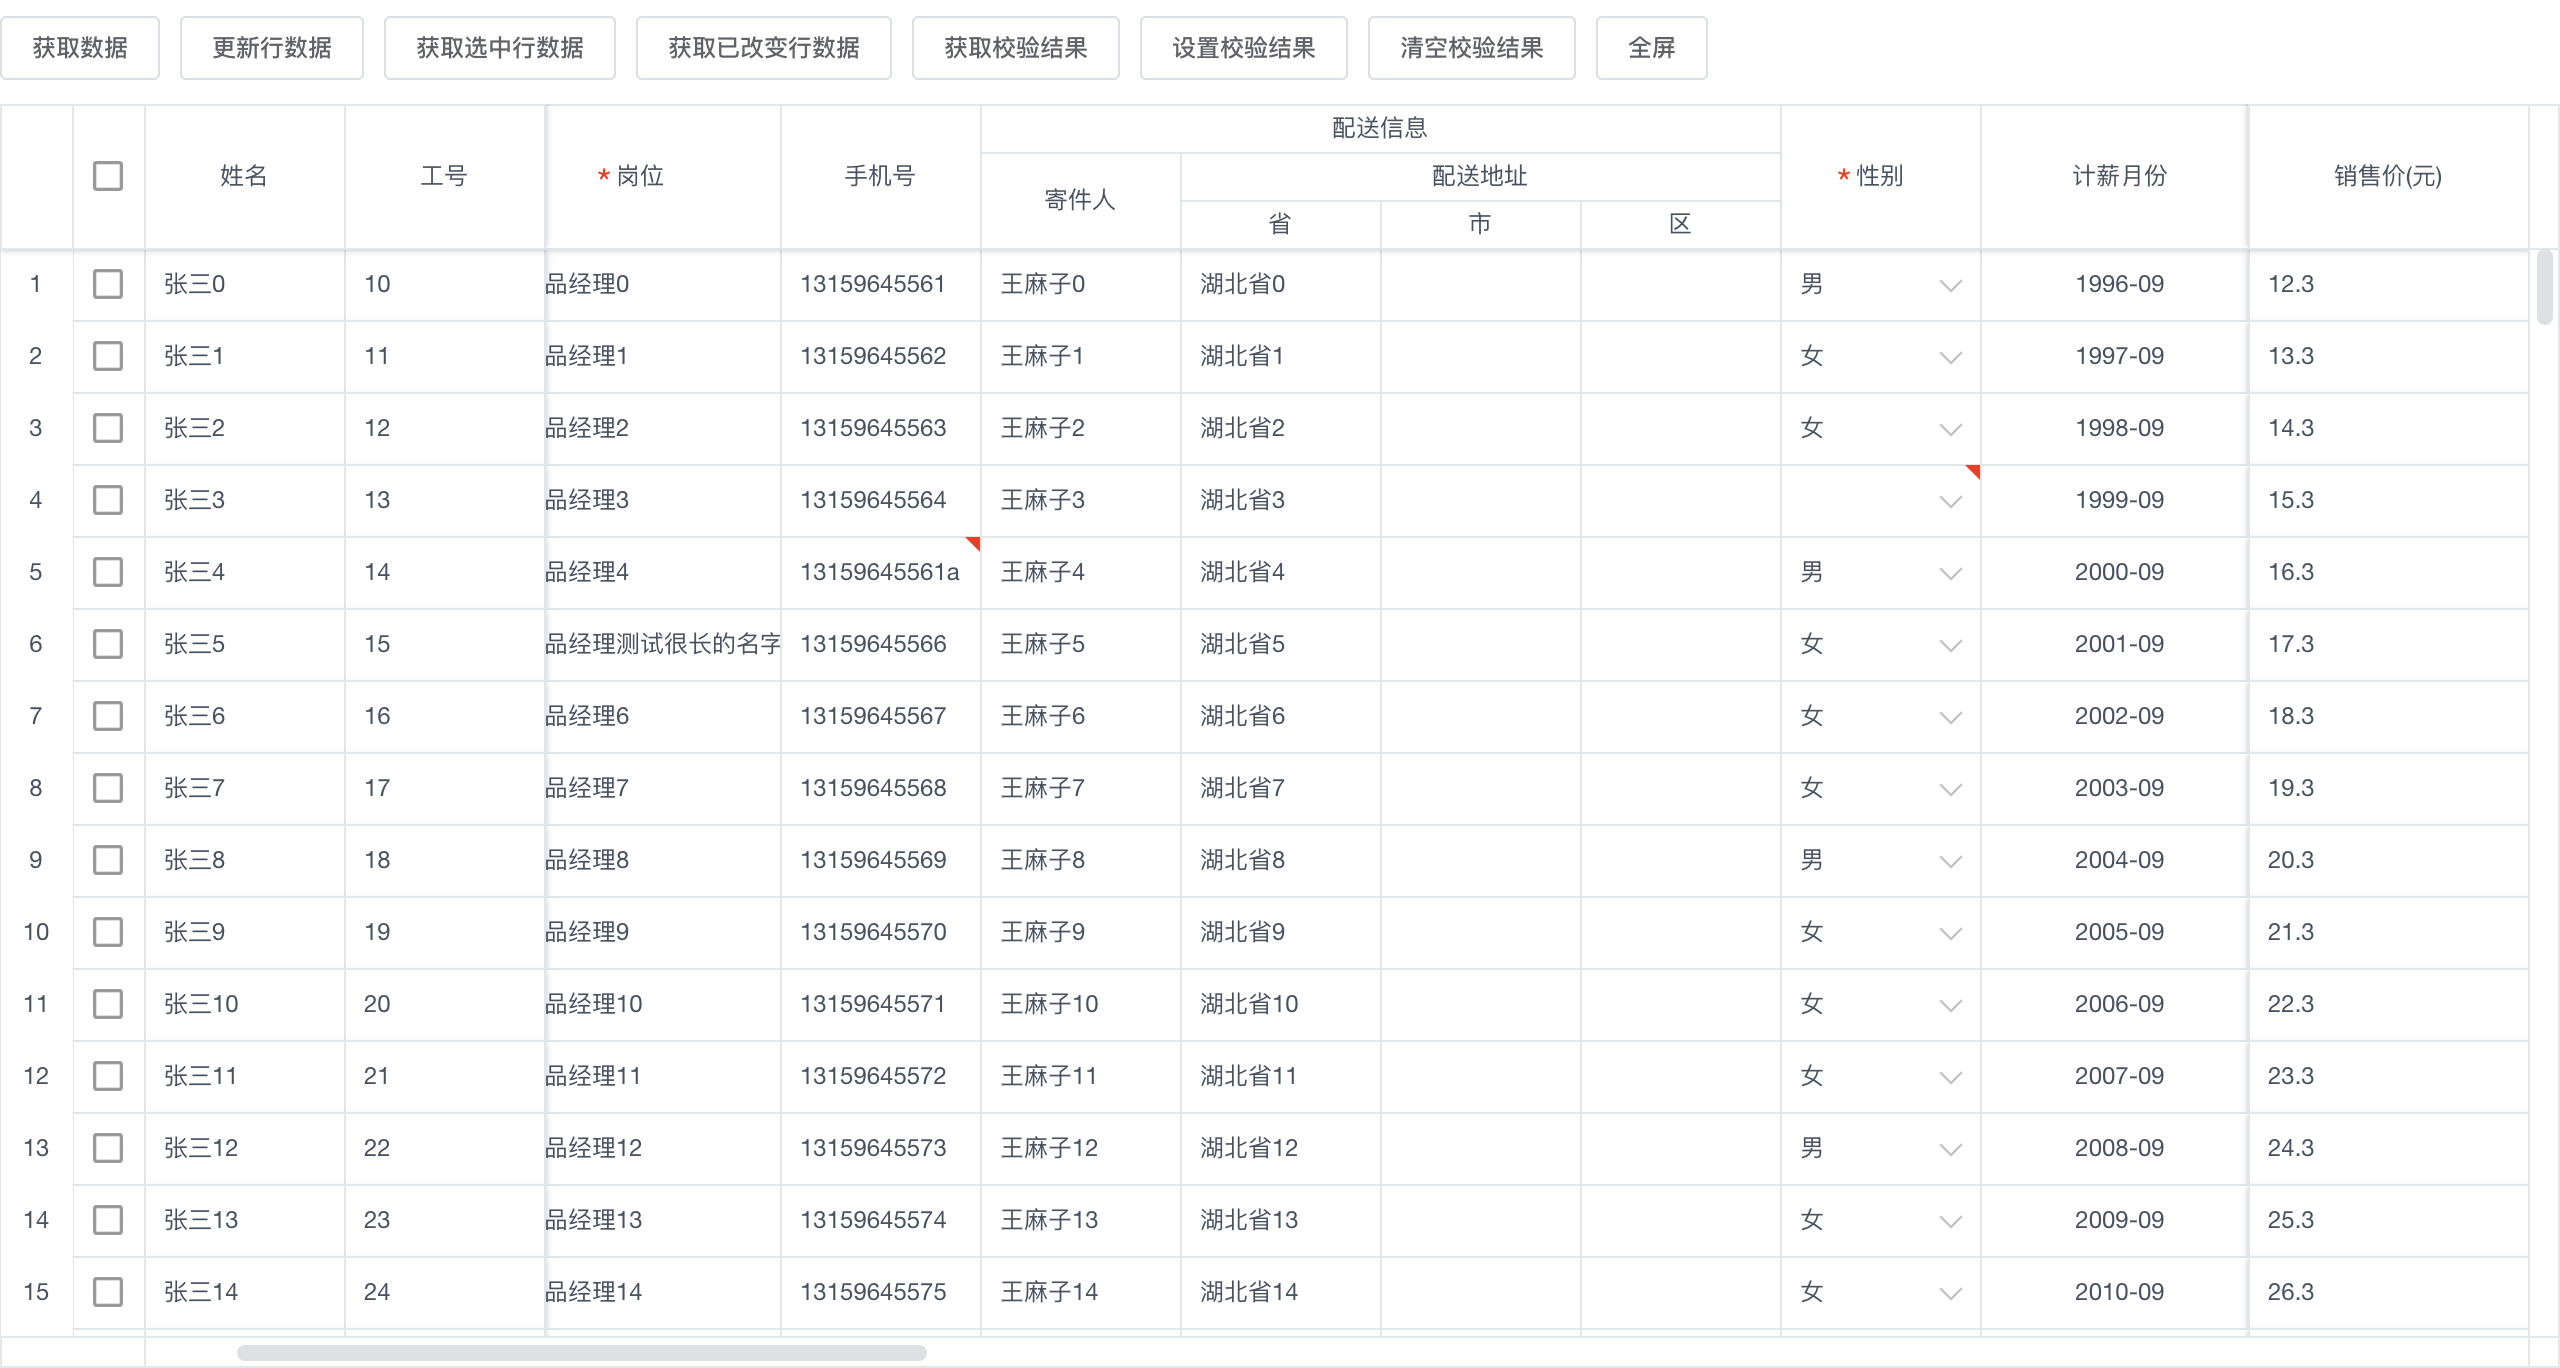 获取数据 更新行数据 获取选中行数据 获取已改变行数据 获取校验结果 设置校验结果 清空校验结果 全屏
配送信息
姓名 工号 * 岗位 手机号 寄件人 配送地址 * 性别 计薪月份 销售价(元)
省 市 区
1 张三0 10 品经理0 13159645561 王麻子0 湖北省0 男 1996-09 12.3
2 张三1 11 品经理1 13159645562 王麻子1 湖北省1 女 1997-09 13.3
3 张三2 12 品经理2 13159645563 王麻子2 湖北省2 女 1998-09 14.3
4 张三3 13 品经理3 13159645564 王麻子3 湖北省3 1999-09 15.3
5 张三4 14 品经理4 13159645561a 王麻子4 湖北省4 男 2000-09 16.3
6 张三5 15 品经理测试很长的名字 13159645566 王麻子5 湖北省5 女 2001-09 17.3
7 张三6 16 品经理6 13159645567 王麻子6 湖北省6 女 2002-09 18.3
8 张三7 17 品经理7 13159645568 王麻子7 湖北省7 女 2003-09 19.3
9 张三8 18 品经理8 13159645569 王麻子8 湖北省8 男 2004-09 20.3
10 张三9 19 品经理9 13159645570 王麻子9 湖北省9 女 2005-09 21.3
11 张三10 20 品经理10 13159645571 王麻子10 湖北省10 女 2006-09 22.3
12 张三11 21 品经理11 13159645572 王麻子11 湖北省11 女 2007-09 23.3
13 张三12 22 品经理12 13159645573 王麻子12 湖北省12 男 2008-09 24.3
14 张三13 23 品经理13 13159645574 王麻子13 湖北省13 女 2009-09 25.3
15 张三14 24 品经理14 13159645575 王麻子14 湖北省14 女 2010-09 26.3